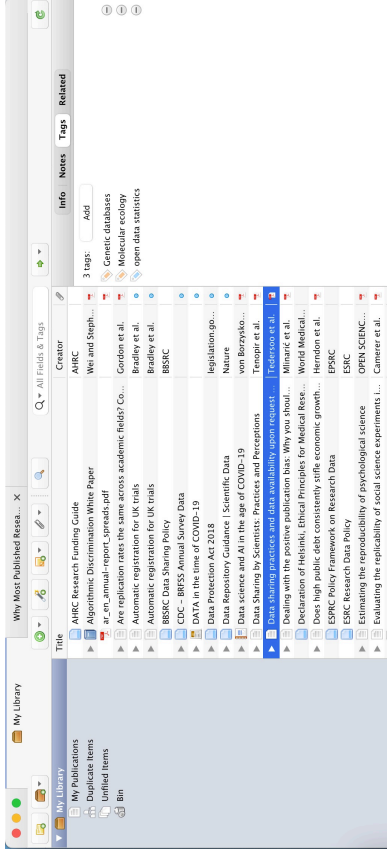 My Library
Why Most Published Resea... ×
All Fields & Tags
My Library
My Publications
Duplicate Items
Unfiled Items
Bin
Title
Creator
AHRC Research Funding Guide
AHRC
Algorithmic Discrimination White Paper
Wei and Steph...
ar_en_annual-report_spreads.pdf
Are replication rates the same across academic fields? Co...
Gordon et al.
Automatic registration for UK trials
Bradley et al.
Automatic registration for UK trials
Bradley et al.
BBSRC Data Sharing Policy
BBSRC
CDC - BRFSS Annual Survey Data
DATA in the time of COVID-19
Data Protection Act 2018
legislation.go...
Data Repository Guidance | Scientific Data
Nature
Data science and AI in the age of COVID-19
von Borzysko...
Data Sharing by Scientists: Practices and Perceptions
Tenopir et al.
Data sharing practices and data availability upon request ...
Tedersoo et al.
Dealing with the positive publication bias: Why you shoul...
Mlinarić et al.
Declaration of Helsinki, Ethical Principles for Medical Rese...
World Medical...
Does high public debt consistently stifle economic growth...
Herndon et al.
ESPRC Policy Framework on Research Data
EPSRC
ESRC Research Data Policy
ESRC
Estimating the reproducibility of psychological science
OPEN SCIENC...
Evaluating the replicability of social science experiments i...
Camerer et al.
Info
Notes
Tags
Related
3 tags:
Add
Genetic databases
Molecular ecology
open data statistics